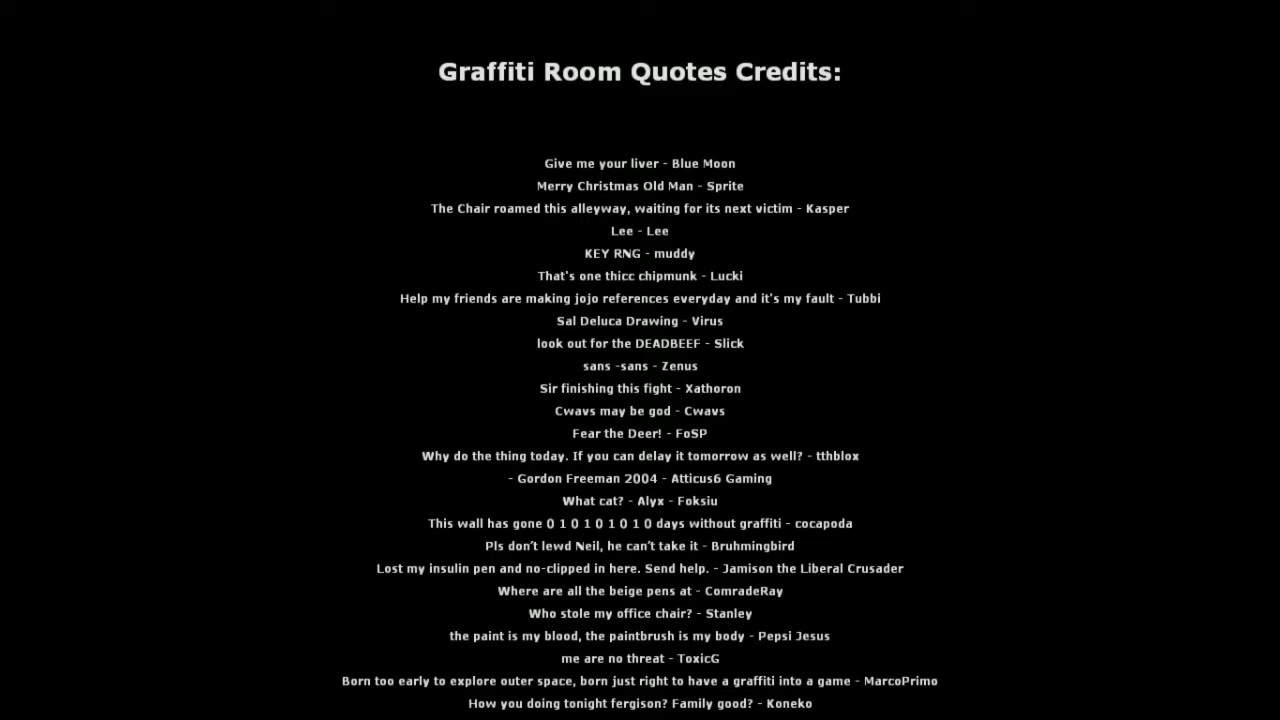 Graffiti Room Quotes Credits:
Give me your liver - Blue Moon
Merry Christmas Old Man - Sprite
The Chair roamed this alleyway, waiting for its next victim - Kasper
Lee - Lee
KEY RNG - muddy
That's one thicc chipmunk - Lucki
Help my friends are making jojo references everyday and it's my fault - Tubbi
Sal Deluca Drawing - Virus
look out for the DEADBEEF - Slick
sans -sans - Zenus
Sir finishing this fight - Xathoron
Cwavs may be god - Cwavs
Fear the Deer! - FoSP
Why do the thing today. If you can delay it tomorrow as well? - tthblox
- Gordon Freeman 2004 - Atticus6 Gaming
What cat? - Alyx - Foksiu
This wall has gone 0 1 0 1 0 1 0 1 0 days without graffiti - cocapoda
Pls don't lewd Neil, he can't take it - Bruhmingbird
Lost my insulin pen and no-clipped in here. Send help. - Jamison the Liberal Crusader
Where are all the beige pens at - ComradeRay
Who stole my office chair? - Stanley
the paint is my blood, the paintbrush is my body - Pepsi Jesus
me are no threat - ToxicG
Born too early to explore outer space, born just right to have a graffiti into a game - MarcoPrimo
How you doing tonight fergison? Family good? - Koneko